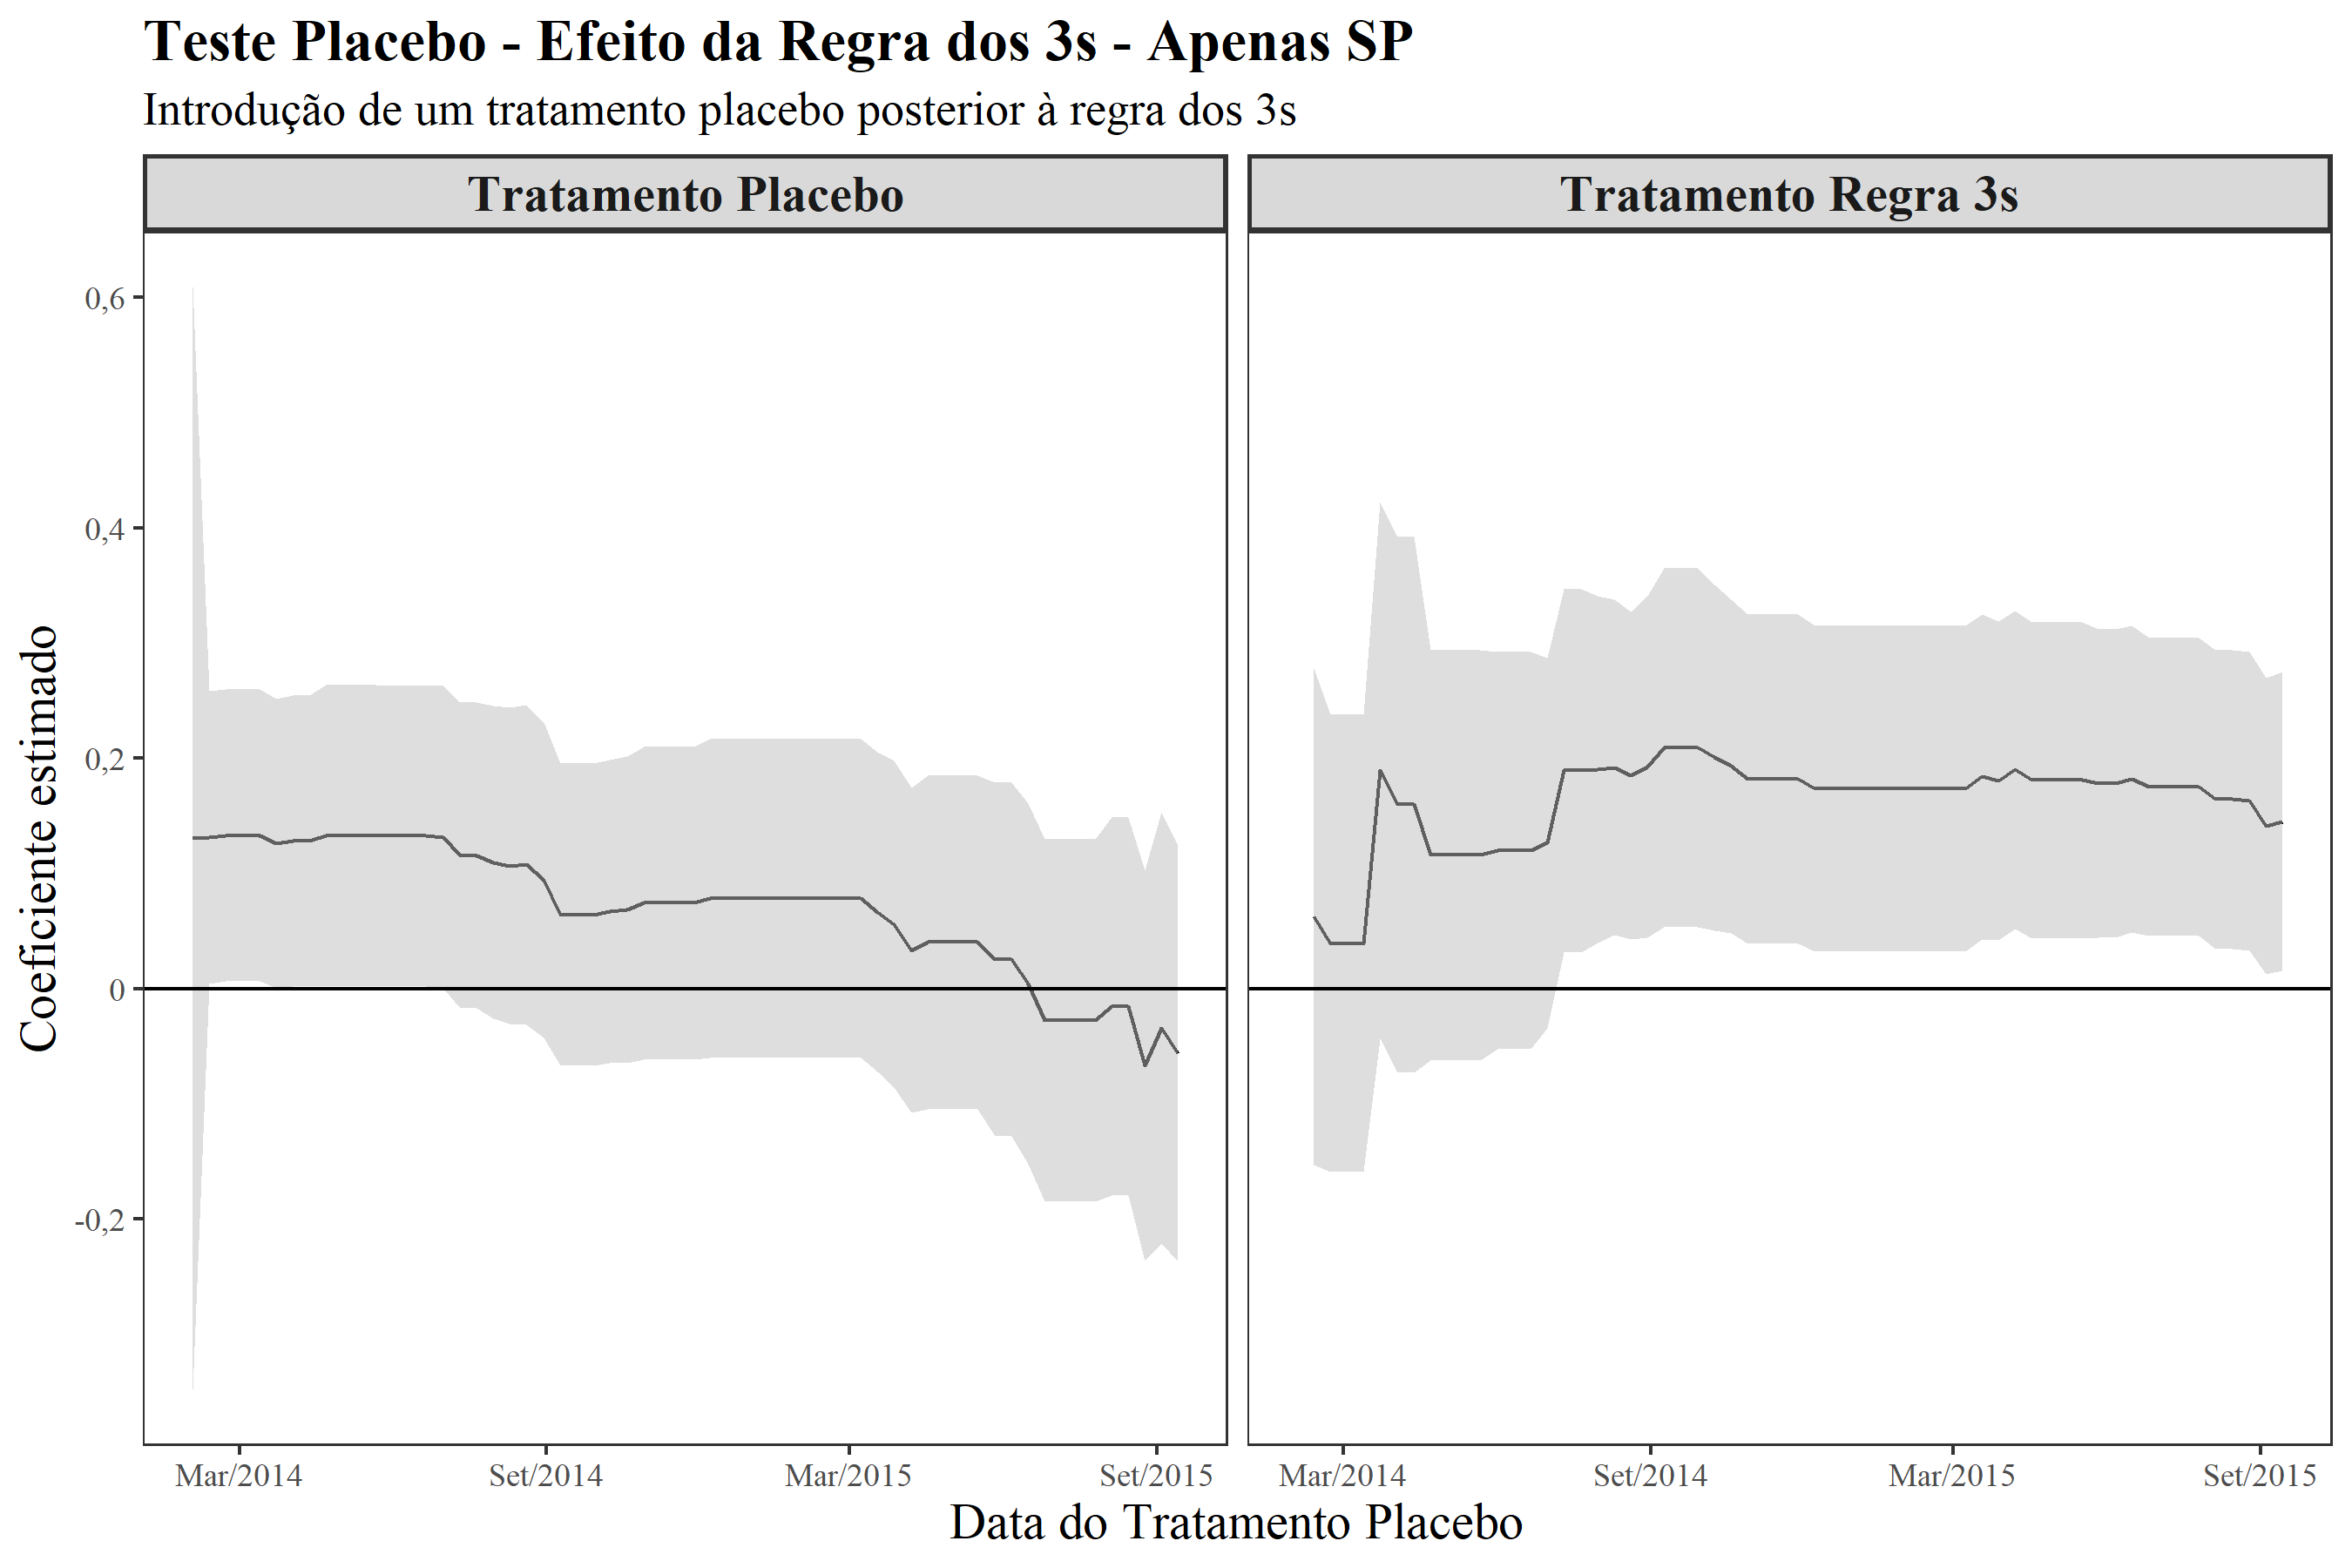 Teste Placebo - Efeito da Regra dos 3s - Apenas SP
Introdução de um tratamento placebo posterior à regra dos 3s
Tratamento Placebo
Tratamento Regra 3s
Coeficiente estimado
0,6
0,4
0,2
0
-0,2
Mar/2014
Set/2014
Mar/2015
Set/2015
Mar/2014
Set/2014
Mar/2015
Set/2015
Data do Tratamento Placebo